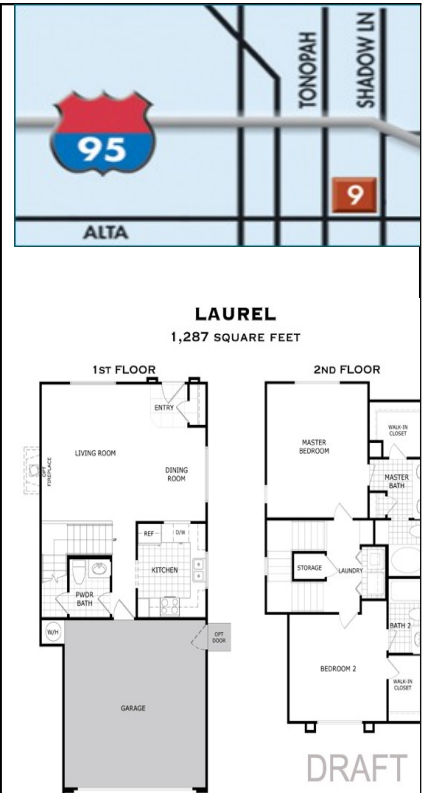 TONOPAH
SHADOW LN
95
9
ALTA
LAUREL
1,287 SQUARE FEET
1ST FLOOR
ENTRY
LIVING ROOM
OPT
FIREPLACE
DINING
ROOM
REF
D/W
KITCHEN
PWDR
BATH
W/H
OPT
DOOR
GARAGE
2ND FLOOR
WALK-IN
CLOSET
MASTER
BEDROOM
MASTER
BATH
STORAGE
LAUNDRY
BATH 2
BEDROOM 2
WALK-IN
CLOSET
DRAFT